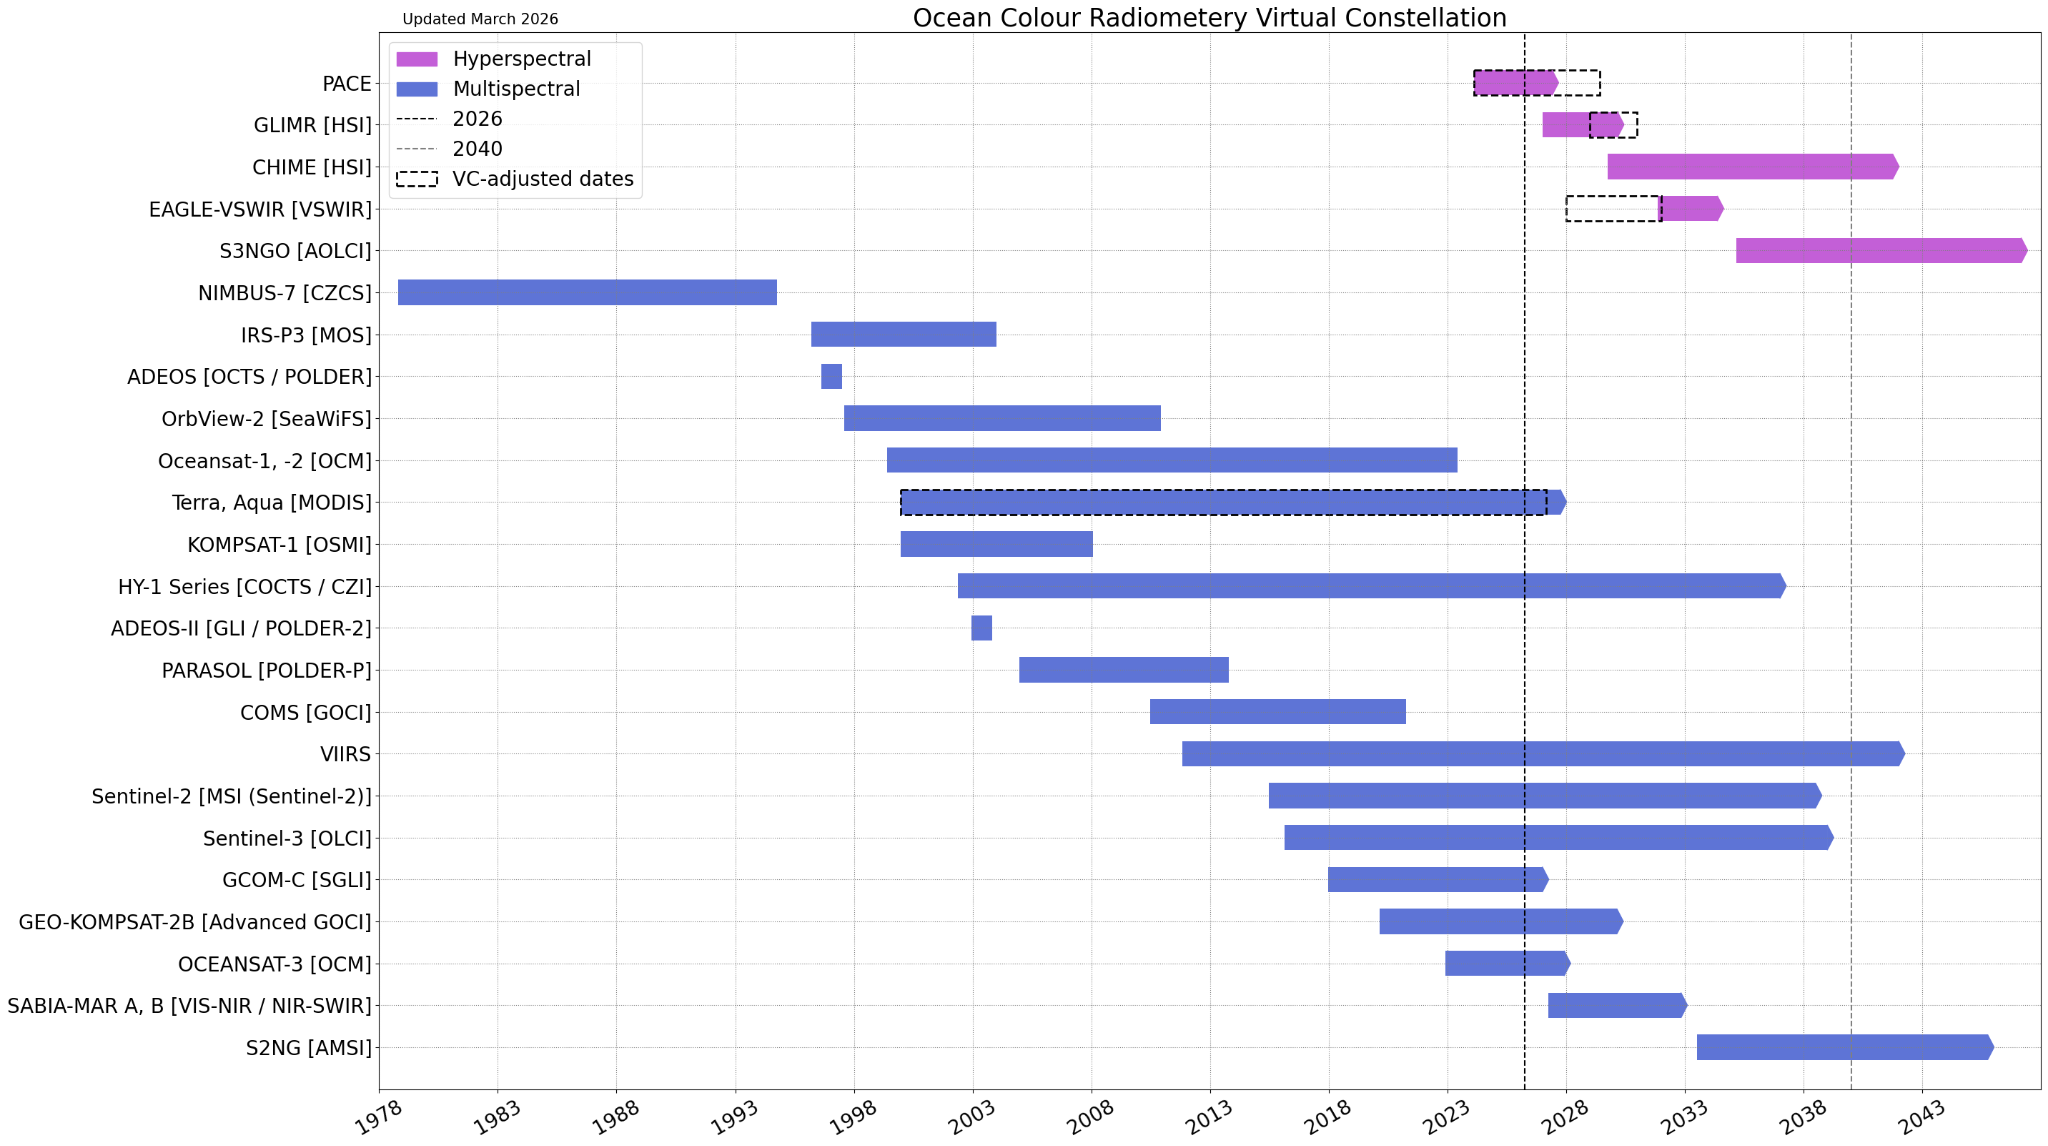 Updated March 2026
Ocean Colour Radiometery Virtual Constellation
Hyperspectral
Multispectral
2026
2040
VC-adjusted dates
PACE
GLIMR [HSI]
CHIME [HSI]
EAGLE-VSWIR [VSWIR]
S3NGO [AOLCI]
NIMBUS-7 [CZCS]
IRS-P3 [MOS]
ADEOS [OCTS / POLDER]
OrbView-2 [SeaWiFS]
Oceansat-1, -2 [OCM]
Terra, Aqua [MODIS]
KOMPSAT-1 [OSMI]
HY-1 Series [COCTS / CZI]
ADEOS-II [GLI / POLDER-2]
PARASOL [POLDER-P]
COMS [GOCI]
VIIRS
Sentinel-2 [MSI (Sentinel-2)]
Sentinel-3 [OLCI]
GCOM-C [SGLI]
GEO-KOMPSAT-2B [Advanced GOCI]
OCEANSAT-3 [OCM]
SABIA-MAR A, B [VIS-NIR / NIR-SWIR]
S2NG [AMSI]
1978 1983 1988 1993 1998 2003 2008 2013 2018 2023 2028 2033 2038 2043